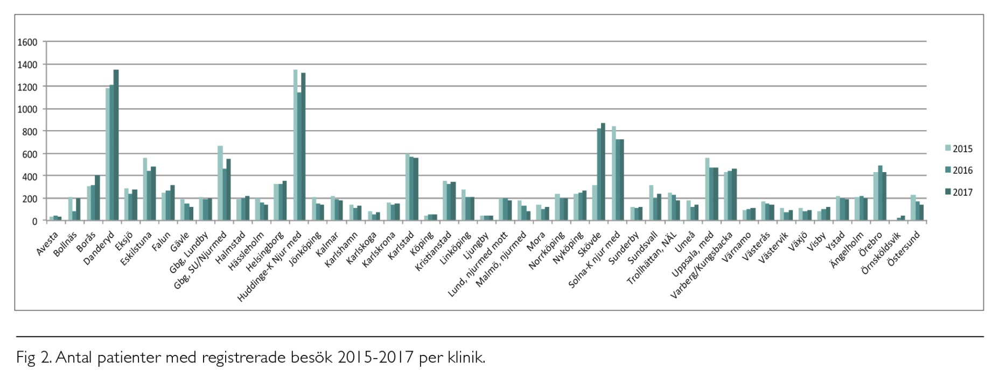 1600
1400
1200
1000
800
600
400
200
0
2015
2016
2017
Avesta
Bollnäs
Borås
Danderyd
Eksjö
Eskilstuna
Falun
Gävle
Gbg, Lundby
Gbg, SU/Njurmed
Halmstad
Hässleholm
Helsingborg
Huddinge-K Njur med
Jönköping
Kalmar
Karlshamn
Karlskoga
Karlskrona
Karlstad
Köping
Kristianstad
Linköping
Ljungby
Lund, njurmed mott
Malmö, njurmed
Mora
Norrköping
Nyköping
Skövde
Solna-K njur med
Sunderby
Sundsvall
Trollhättan, NÄL
Umeå
Uppsala, med
Varberg/Kungsbacka
Värnamo
Västerås
Västervik
Växjö
Visby
Ystad
Ängelholm
Örebro
Örnsköldsvik
Östersund
Fig 2. Antal patienter med registrerade besök 2015-2017 per klinik.